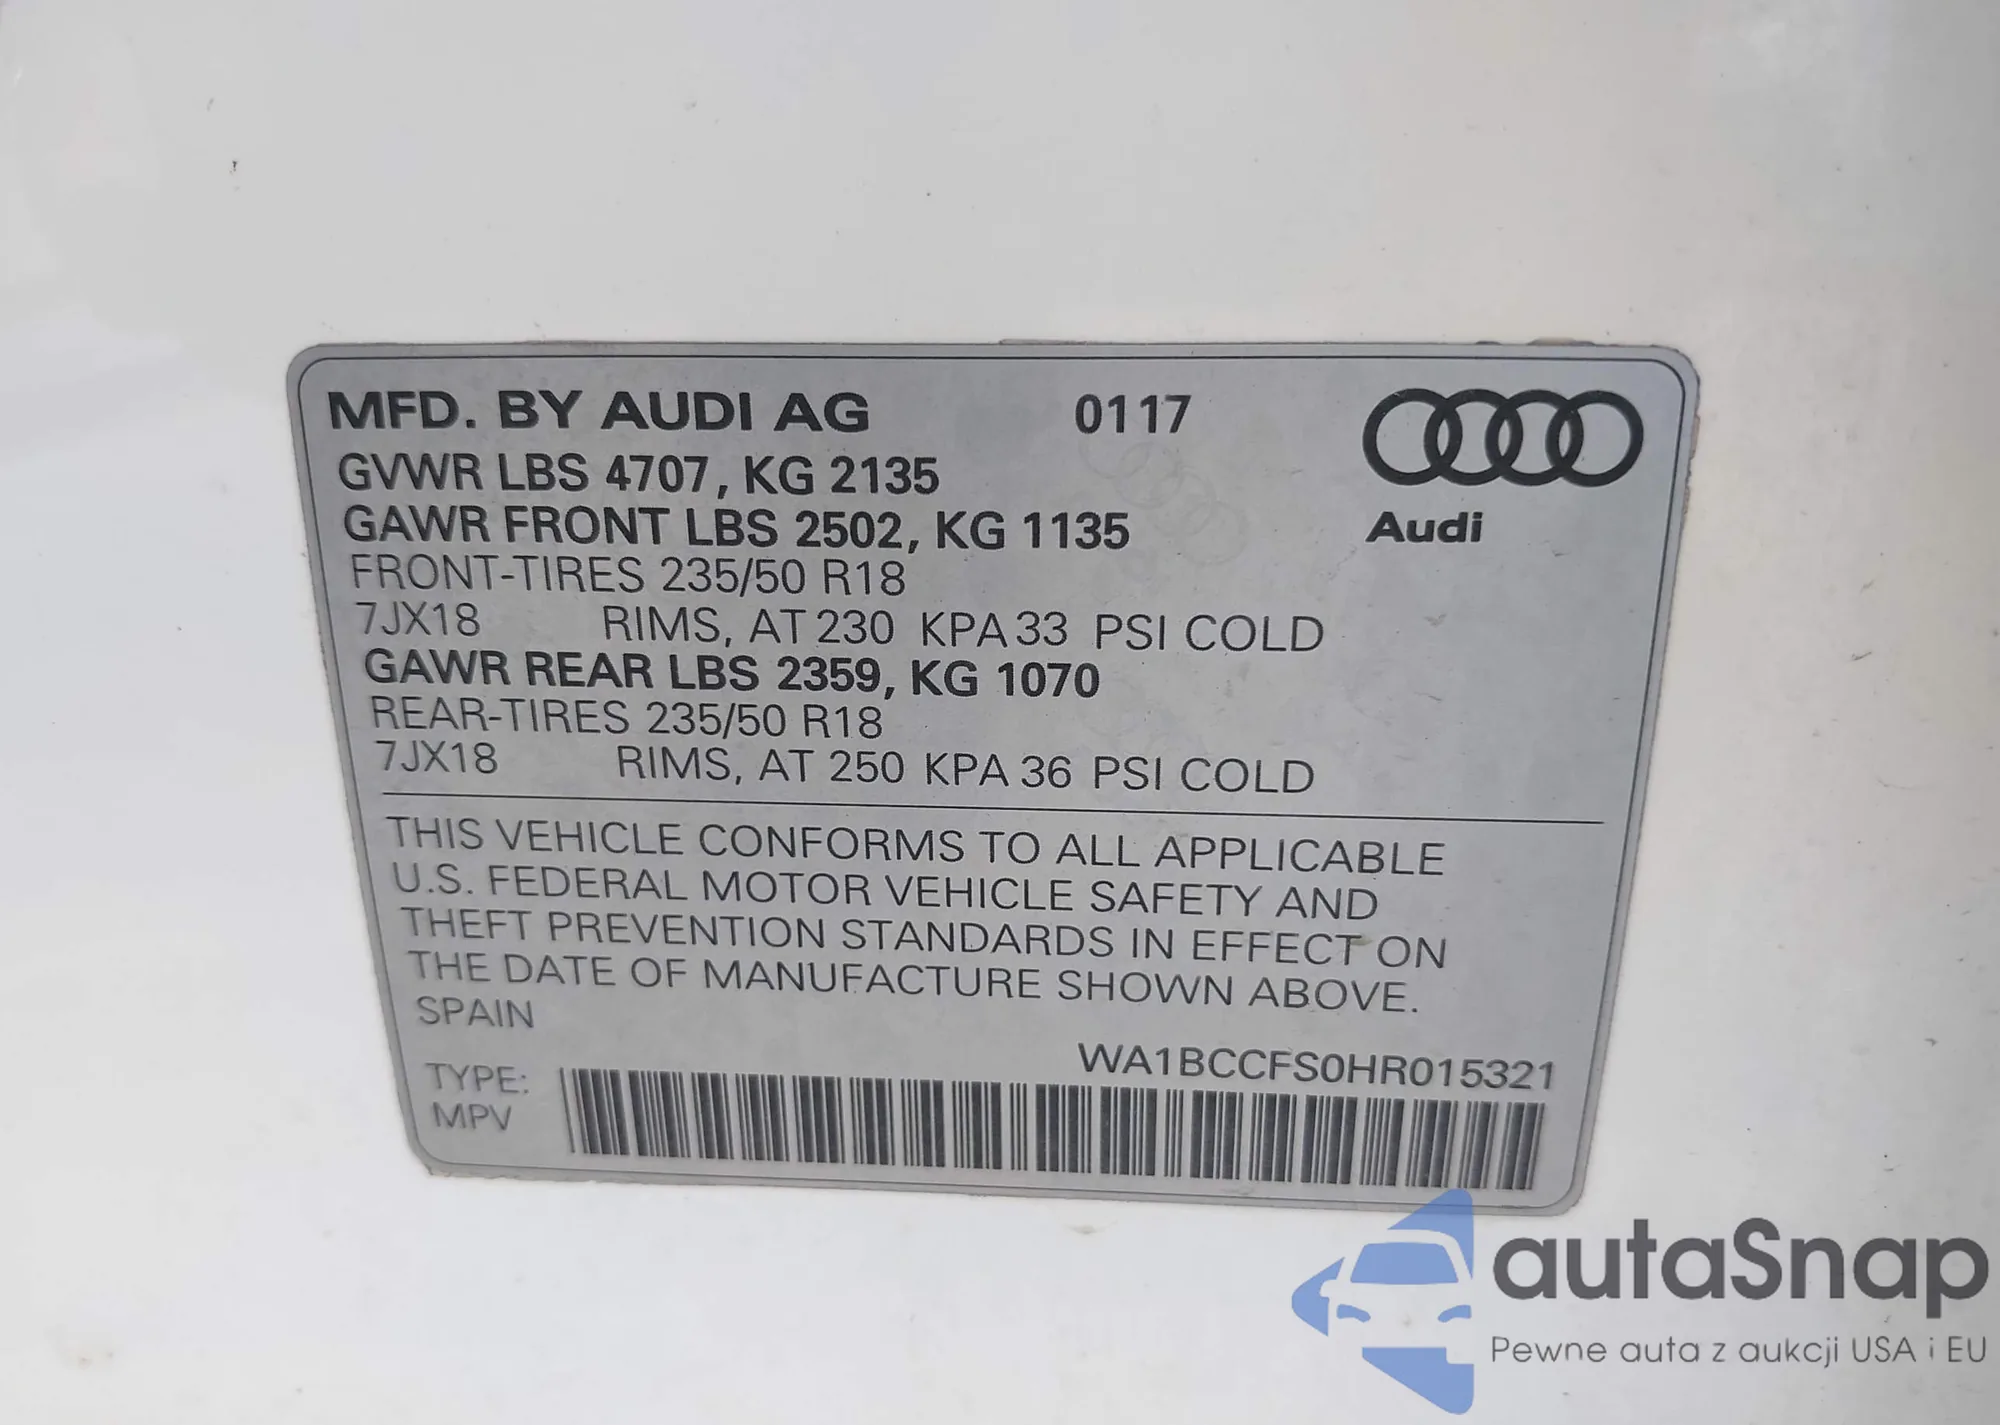 MFD. BY AUDI AG 0117
GVWR LBS 4707, KG 2135
GAWR FRONT LBS 2502, KG 1135
Audi
FRONT-TIRES 235/50 R18
7JX18 RIMS, AT 230 KPA 33 PSI COLD
GAWR REAR LBS 2359, KG 1070
REAR-TIRES 235/50 R18
7JX18 RIMS, AT 250 KPA 36 PSI COLD
THIS VEHICLE CONFORMS TO ALL APPLICABLE
U.S. FEDERAL MOTOR VEHICLE SAFETY AND
THEFT PREVENTION STANDARDS IN EFFECT ON
THE DATE OF MANUFACTURE SHOWN ABOVE.
SPAIN
WA1BCCFS0HR015321
TYPE:
MPV
autaSnap
Pewne auta z aukcji USA i EU